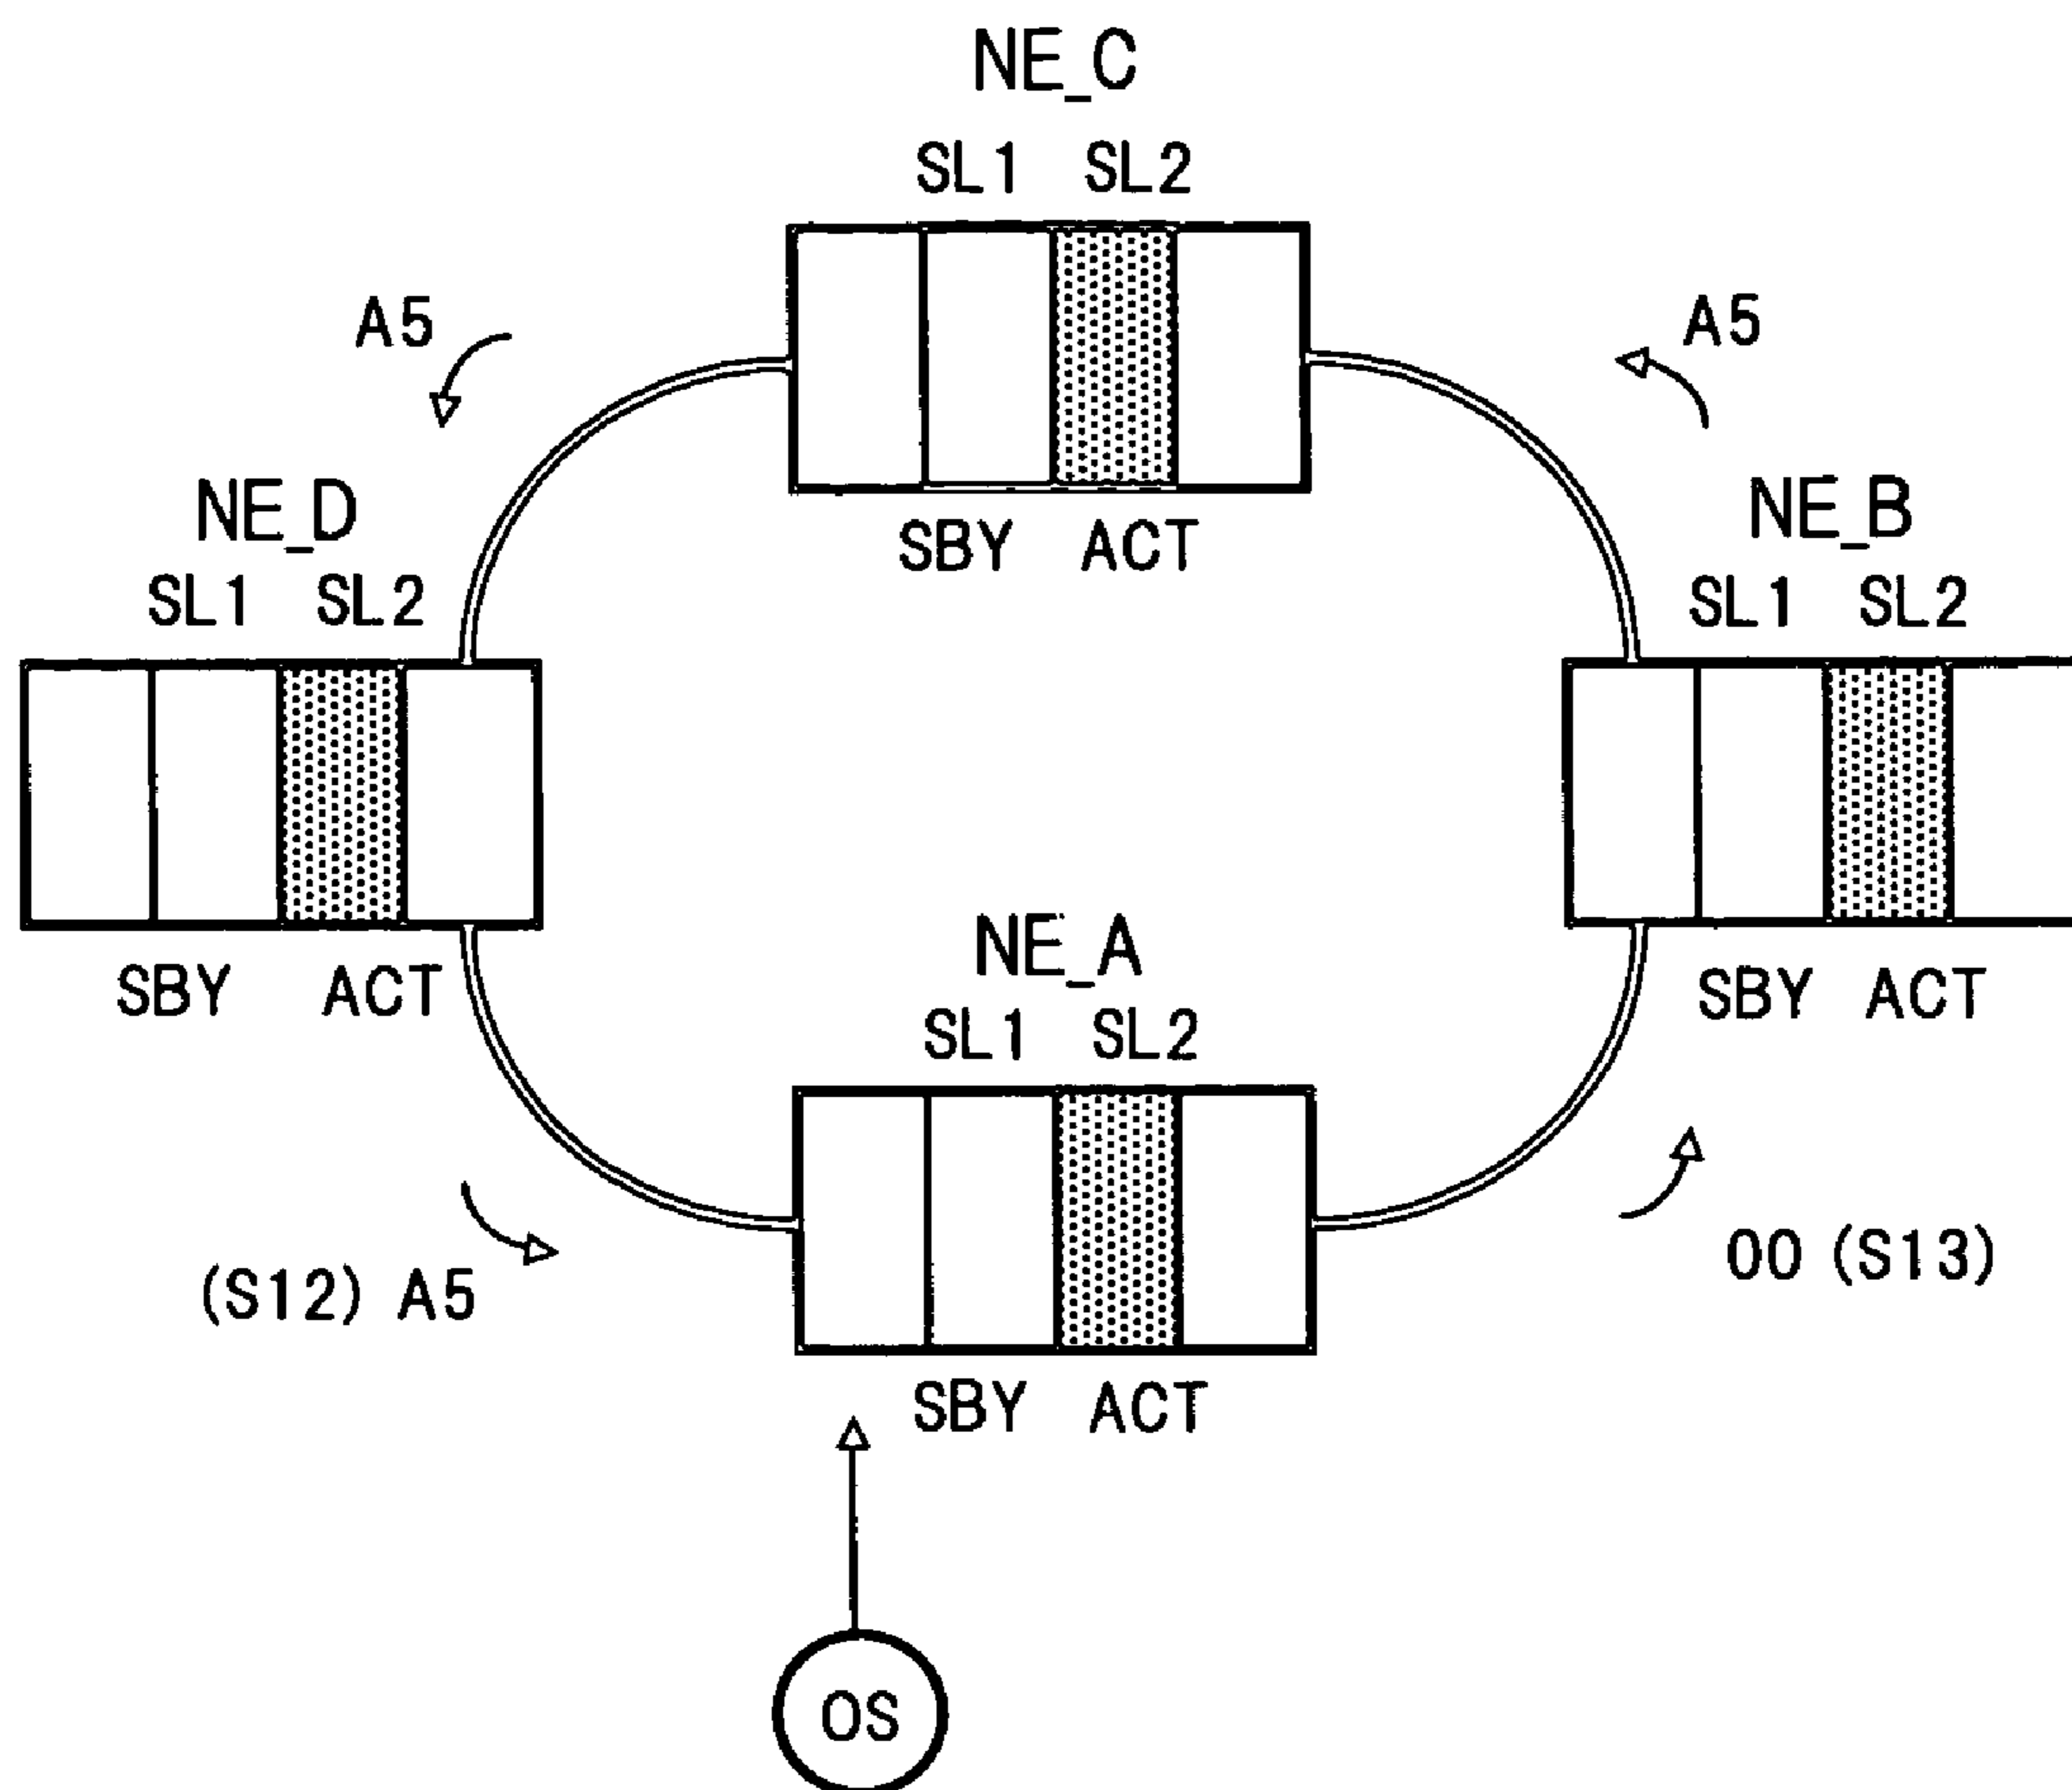 NE_C
SL1 SL2
A5
A5
SBY ACT
NE_D
NE_B
SL1 SL2
SL1 SL2
SBY ACT
SBY ACT
NE_A
SL1 SL2
(S12) A5
00 (S13)
SBY ACT
OS